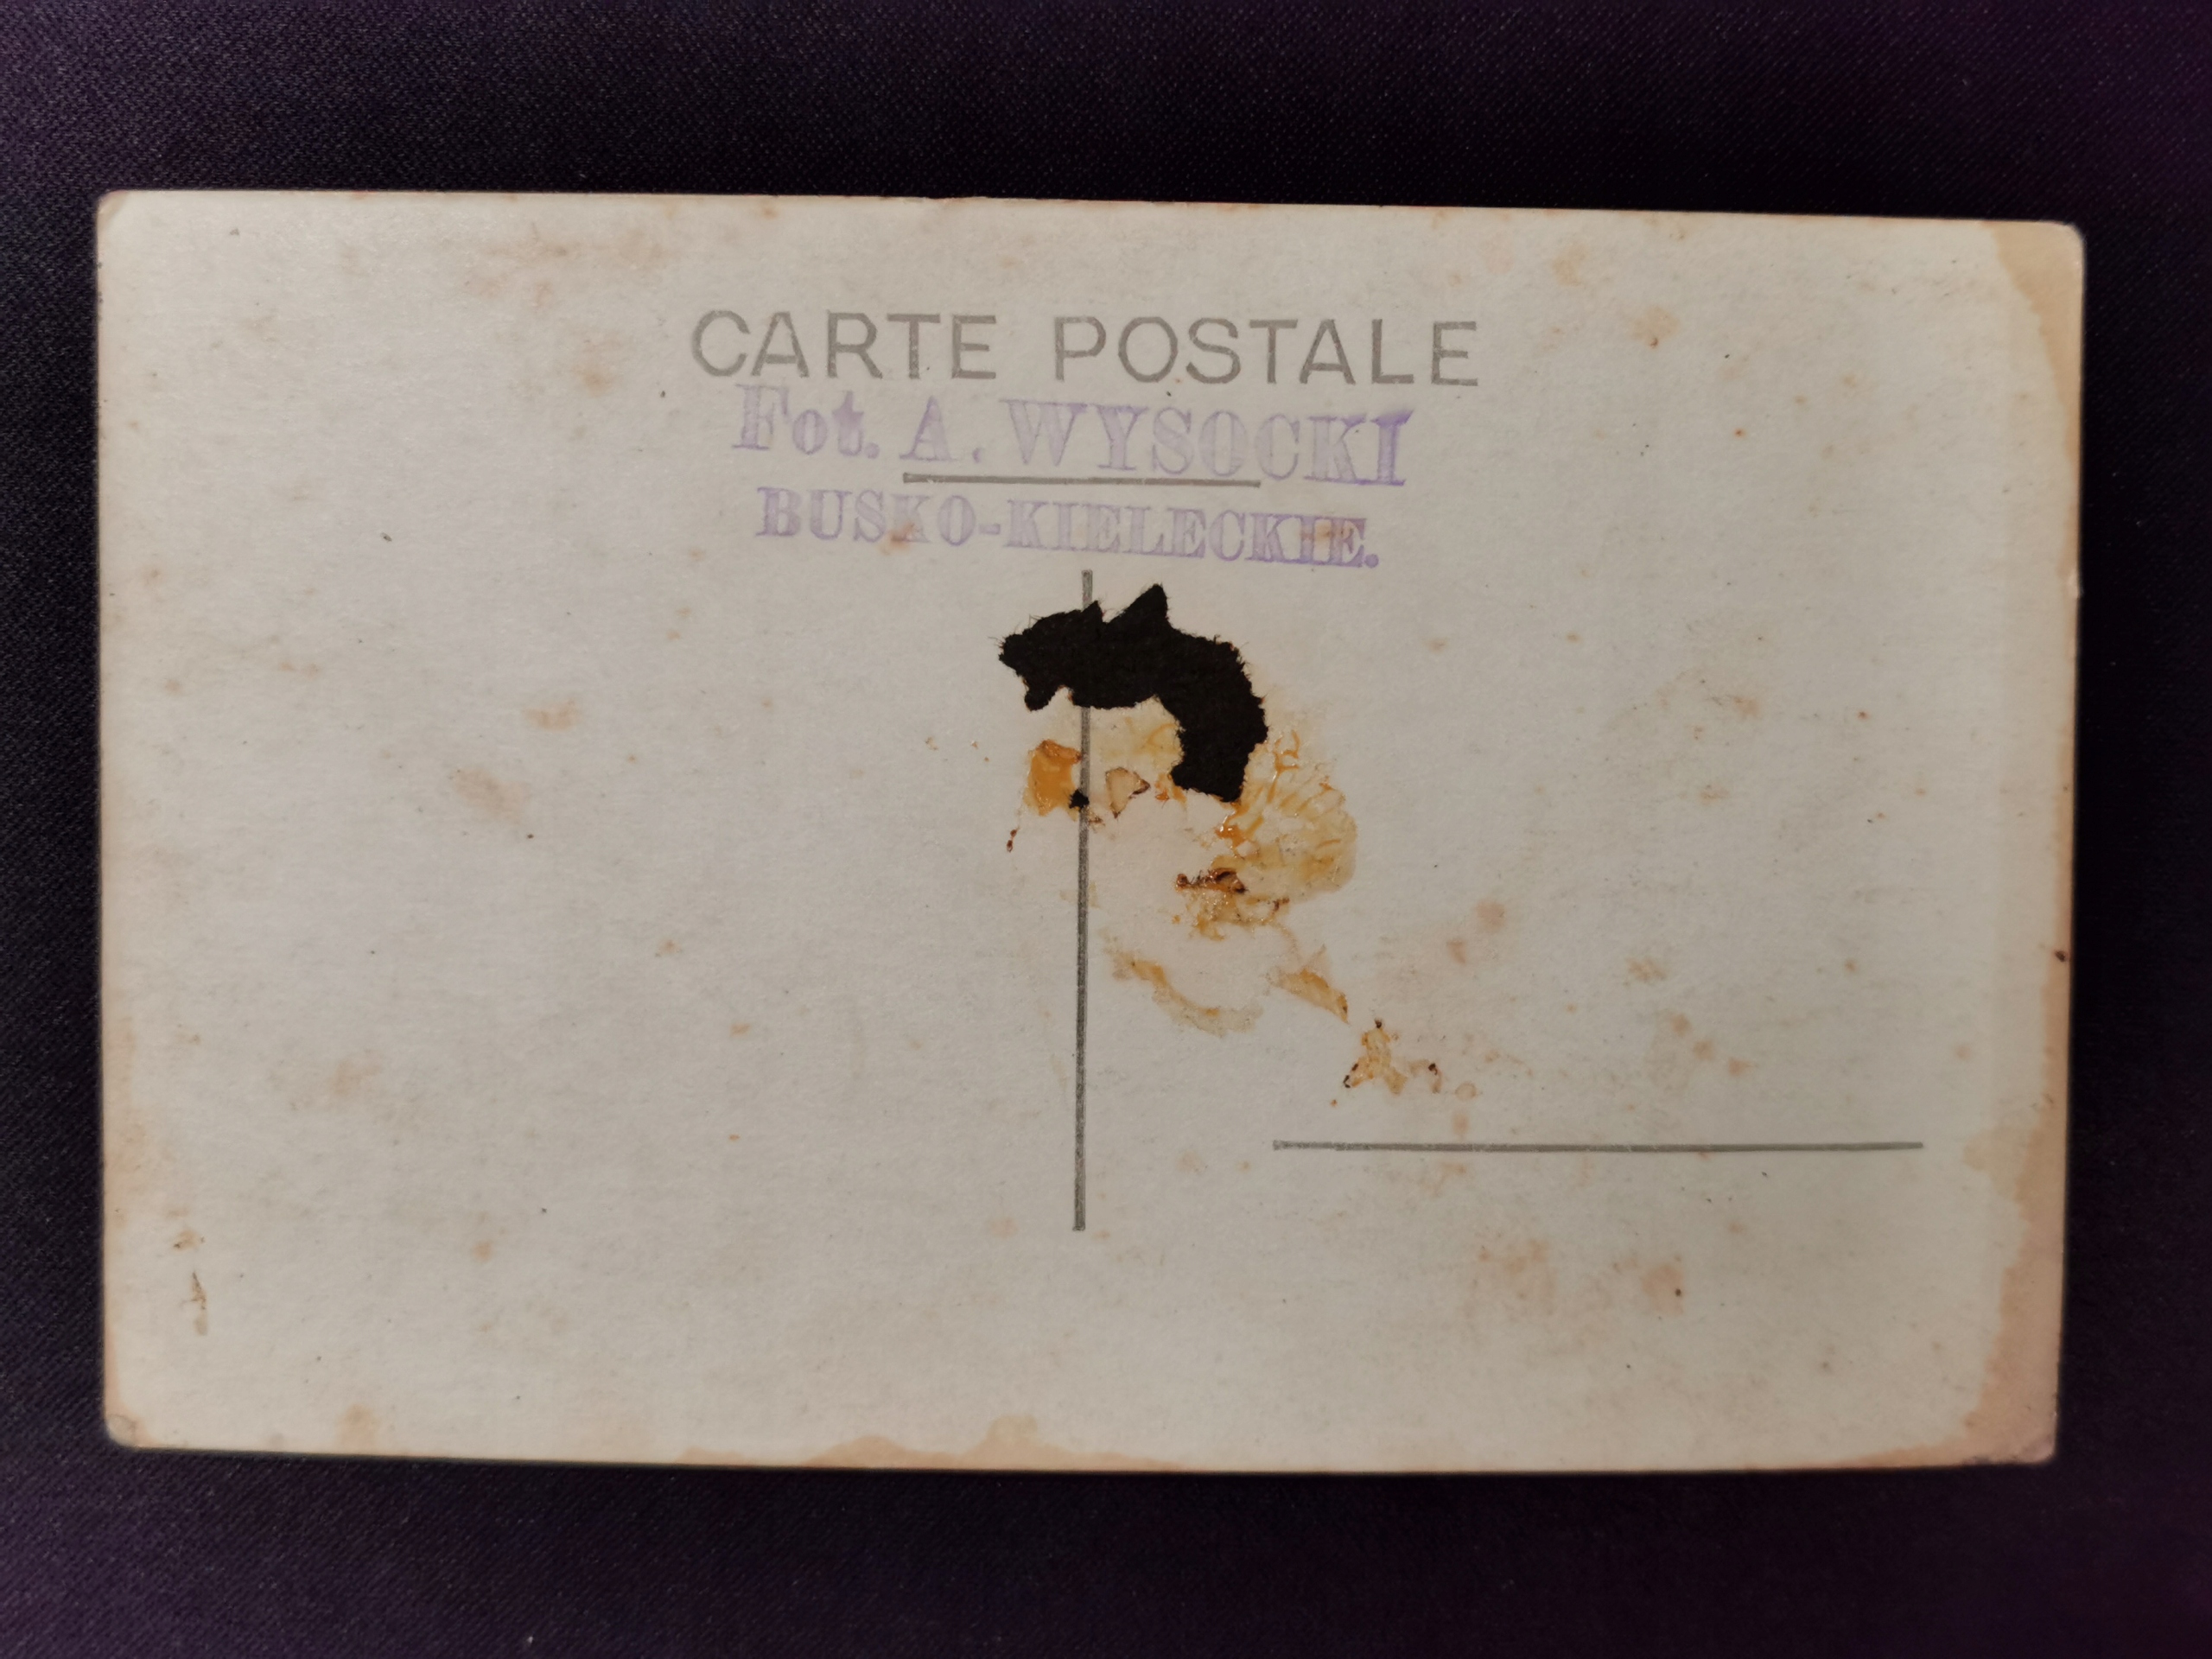 CARTE POSTALE
Fot. A. WYSOCKI
BUSKO-KIELECKIE.